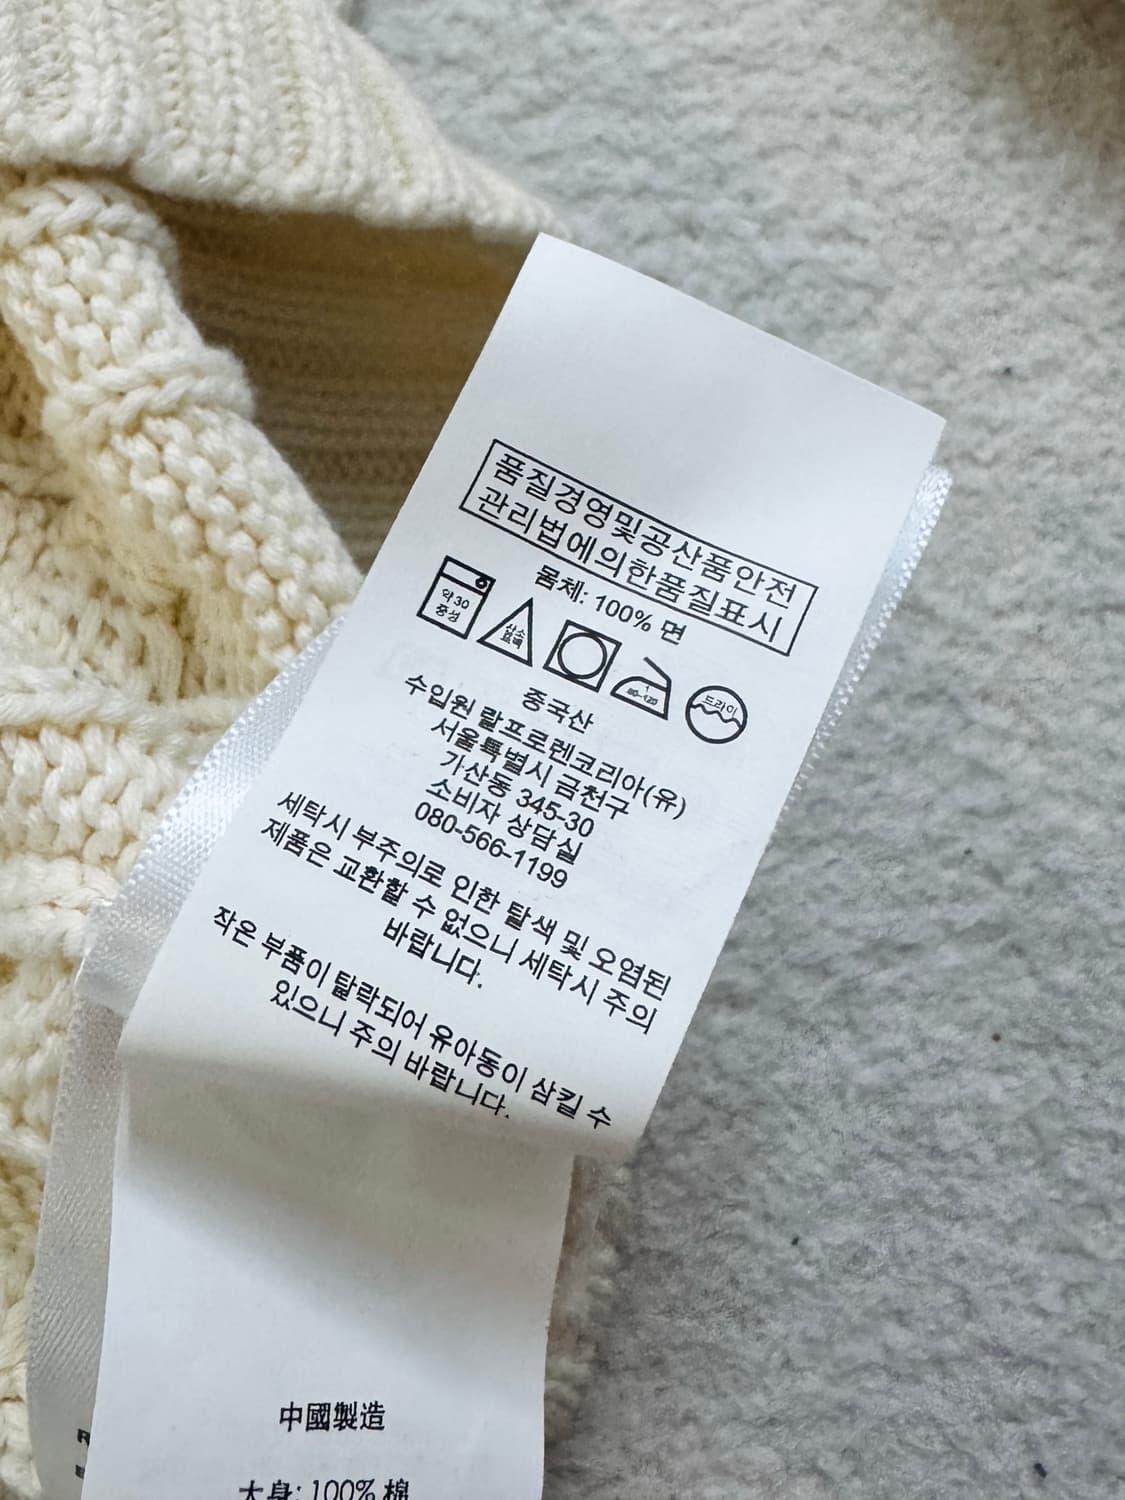 품질경영및공산품안전
관리법에의한품질표시
몸체: 100% 면
약 30
중성
산소
표백
1
80-120
드라이
중국산
수입원 랄프로렌코리아(유)
서울특별시 금천구
가산동 345-30
소비자 상담실
080-566-1199
세탁시 부주의로 인한 탈색 및 오염된
제품은 교환할 수 없으니 세탁시 주의
바랍니다.
작은 부품이 탈락되어 유아동이 삼킬 수
있으니 주의 바랍니다.
中國製造
大身: 100% 棉